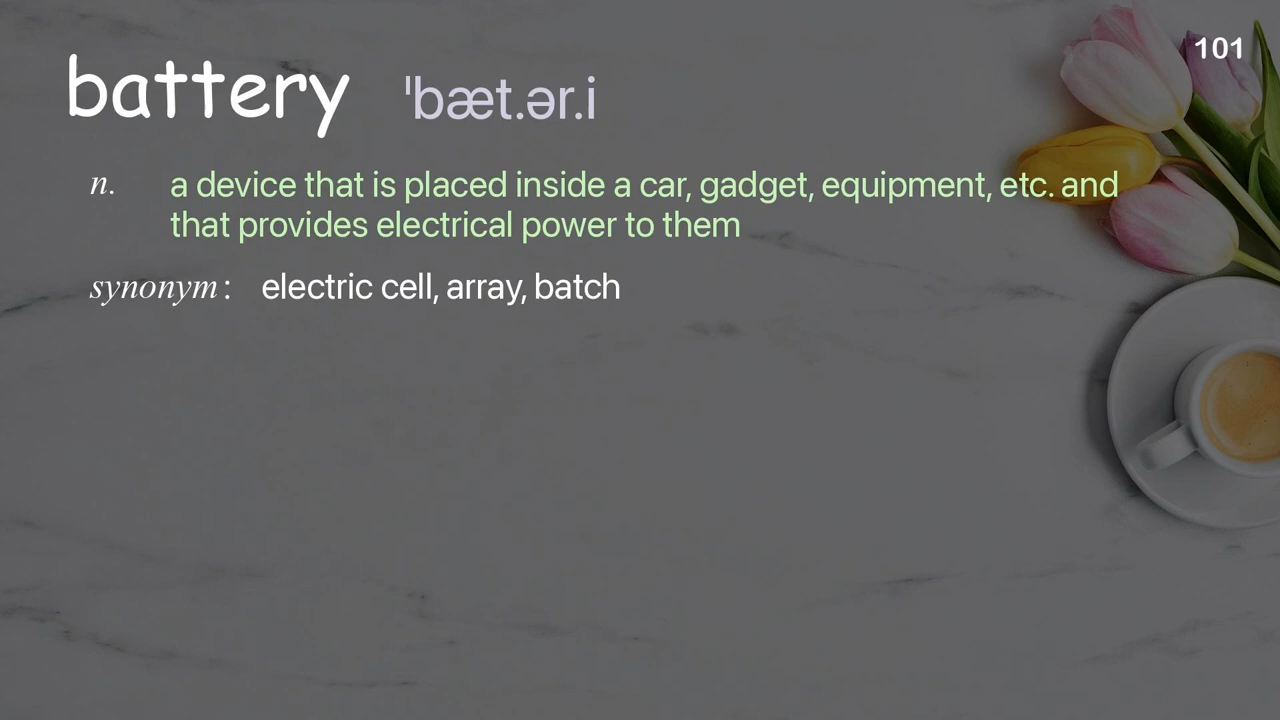 101
battery ˈbæt.ər.i
n. a device that is placed inside a car, gadget, equipment, etc. and
that provides electrical power to them
synonym: electric cell, array, batch